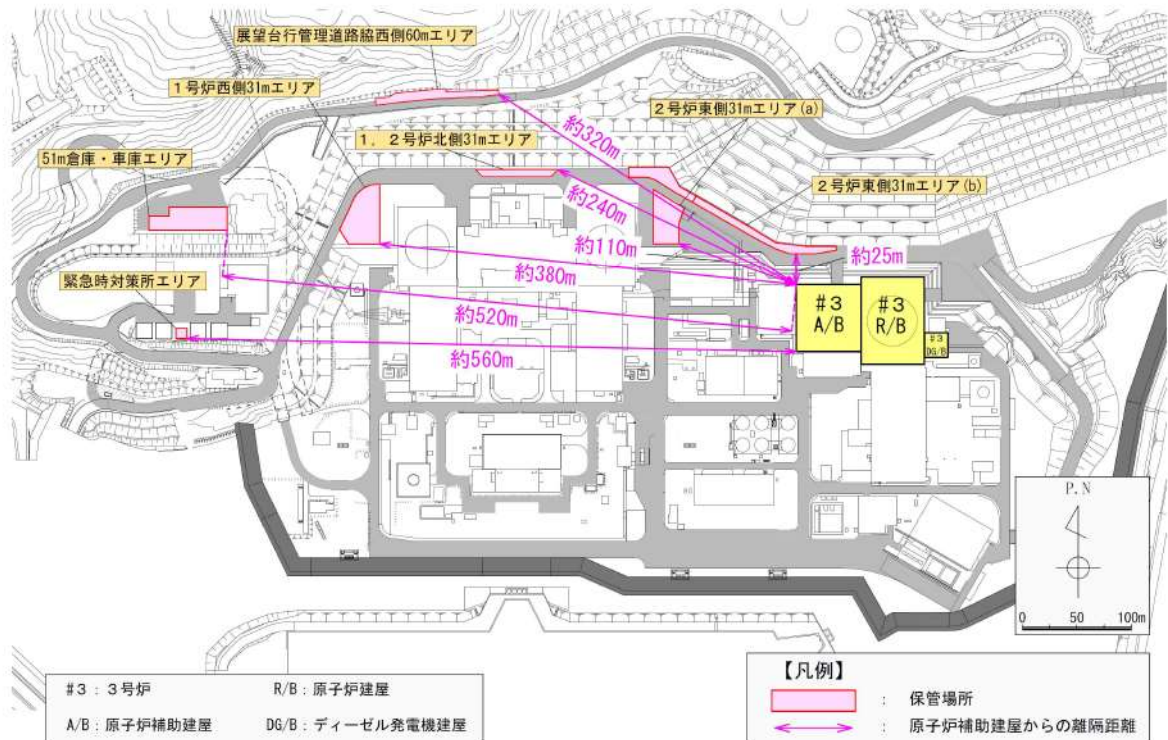 展望台行管理道路脇西側60mエリア
1号炉西側31mエリア
2号炉東側31mエリア(a)
1，2号炉北側31mエリア
51m倉庫・車庫エリア
2号炉東側31mエリア(b)
緊急時対策所エリア
約320m
約240m
約110m
約25m
約380m
約520m
約560m
#3
A/B
#3
R/B
#3
DG/B
P.N
0 50 100m
#3：3号炉 R/B：原子炉建屋
A/B：原子炉補助建屋 DG/B：ディーゼル発電機建屋
【凡例】
： 保管場所
： 原子炉補助建屋からの離隔距離